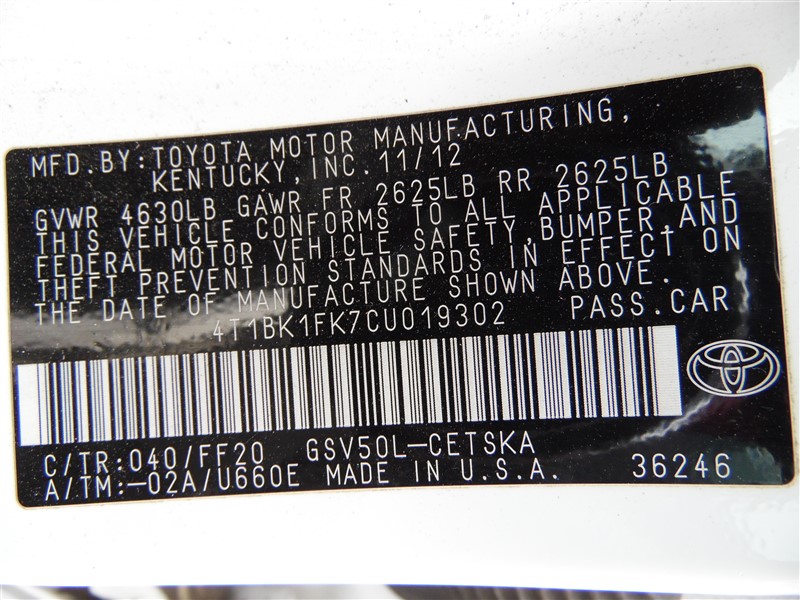 MFD. BY: TOYOTA MOTOR MANUFACTURING,
KENTUCKY, INC. 11/12
GVWR 4630LB GAWR FR 2625LB RR 2625LB
THIS VEHICLE CONFORMS TO ALL APPLICABLE
FEDERAL MOTOR VEHICLE SAFETY, BUMPER, AND
THEFT PREVENTION STANDARDS IN EFFECT ON
THE DATE OF MANUFACTURE SHOWN ABOVE.
4T1BK1FK7CU019302 PASS. CAR
C/TR: 040/FF20 GSV50L-CETSKA
A/TM: -02A/U660E MADE IN U.S.A. 36246